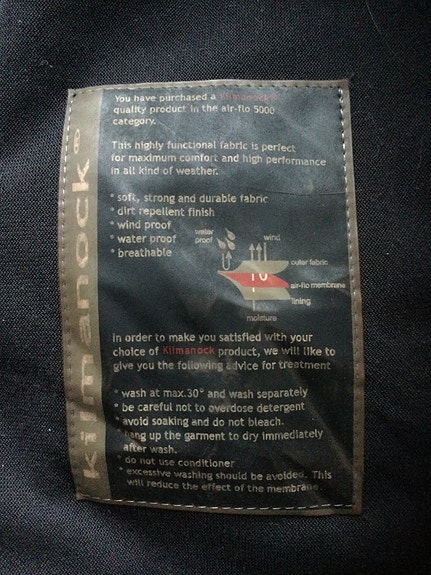 You have purchased a Kilmanock®
quality product in the air-flo 5000
category.
This highly functional fabric is perfect
for maximum comfort and high performance
in all kind of weather.
* soft, strong and durable fabric
* dirt repellent finish
* wind proof
* water proof
* breathable
water
proof
wind
outer fabric
air-flo membrane
lining
moisture
in order to make you satisfied with your
choice of Kilmanock product, we will like to
give you the following advice for treatment
* wash at max.30° and wash separately
* be careful not to overdose detergent
* avoid soaking and do not bleach.
* hang up the garment to dry immediately
after wash.
* do not use conditioner
* excessive washing should be avoided. This
will reduce the effect of the membrane.
kilmanock®